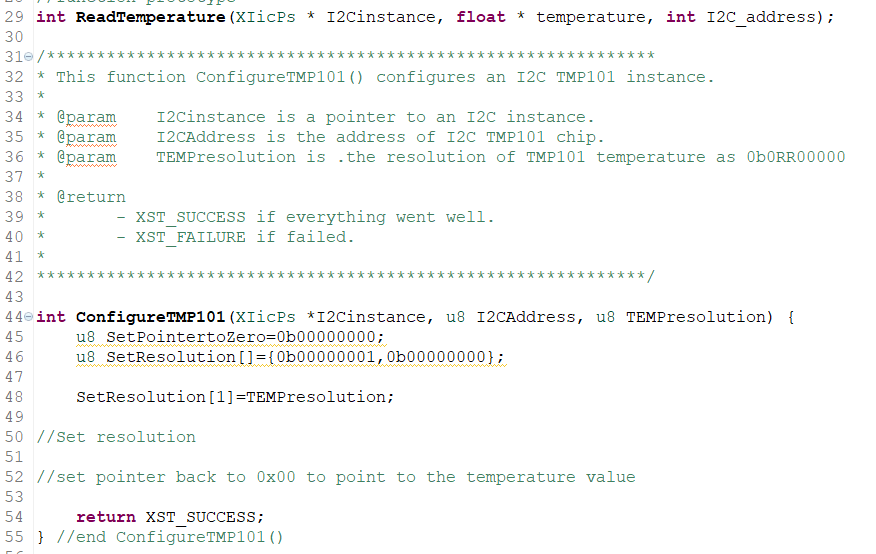 29 int ReadTemperature(XIicPs * I2Cinstance, float * temperature, int I2C_address);
30
31 /*************************************************************
32 * This function ConfigureTMP101() configures an I2C TMP101 instance.
33 *
34 * @param    I2Cinstance is a pointer to an I2C instance.
35 * @param    I2CAddress is the address of I2C TMP101 chip.
36 * @param    TEMPresolution is .the resolution of TMP101 temperature as 0b0RR00000
37 *
38 * @return
39 *       - XST_SUCCESS if everything went well.
40 *       - XST_FAILURE if failed.
41 *
42 *************************************************************/
43
44 int ConfigureTMP101(XIicPs *I2Cinstance, u8 I2CAddress, u8 TEMPresolution) {
45     u8 SetPointertoZero=0b00000000;
46     u8 SetResolution[]={0b00000001,0b00000000};
47
48     SetResolution[1]=TEMPresolution;
49
50 //Set resolution
51
52 //set pointer back to 0x00 to point to the temperature value
53
54     return XST_SUCCESS;
55 } //end ConfigureTMP101()